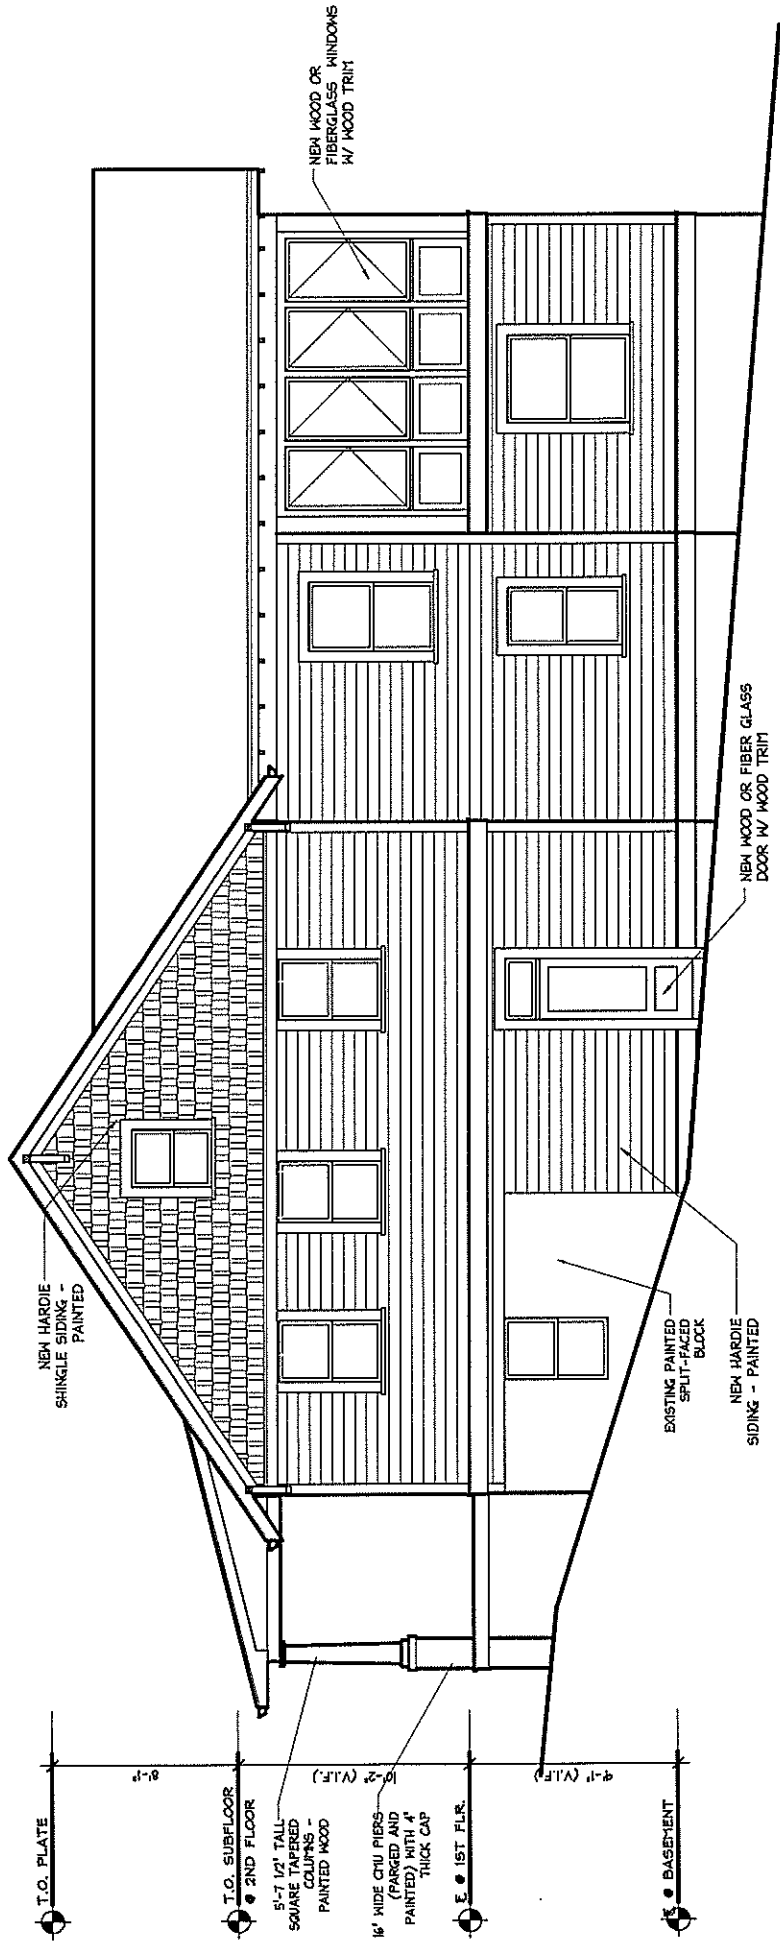 T.O. PLATE
8'-1"
T.O. SUBFLOOR
@ 2ND FLOOR
10'-2" (V.I.F.)
5'-7 1/2" TALL
SQUARE TAPERED
COLUMNS -
PAINTED WOOD
16" WIDE CMU PIERS
(PARGED AND
PAINTED) WITH 4"
THICK CAP
@ 1ST FLR.
9'-1" (V.I.F.)
@ BASEMENT
NEW HARDIE
SHINGLE SIDING -
PAINTED
EXISTING PAINTED
SPLIT-FACED
BLOCK
NEW HARDIE
SIDING - PAINTED
NEW WOOD OR FIBER GLASS
DOOR W/ WOOD TRIM
NEW WOOD OR
FIBERGLASS WINDOWS
W/ WOOD TRIM